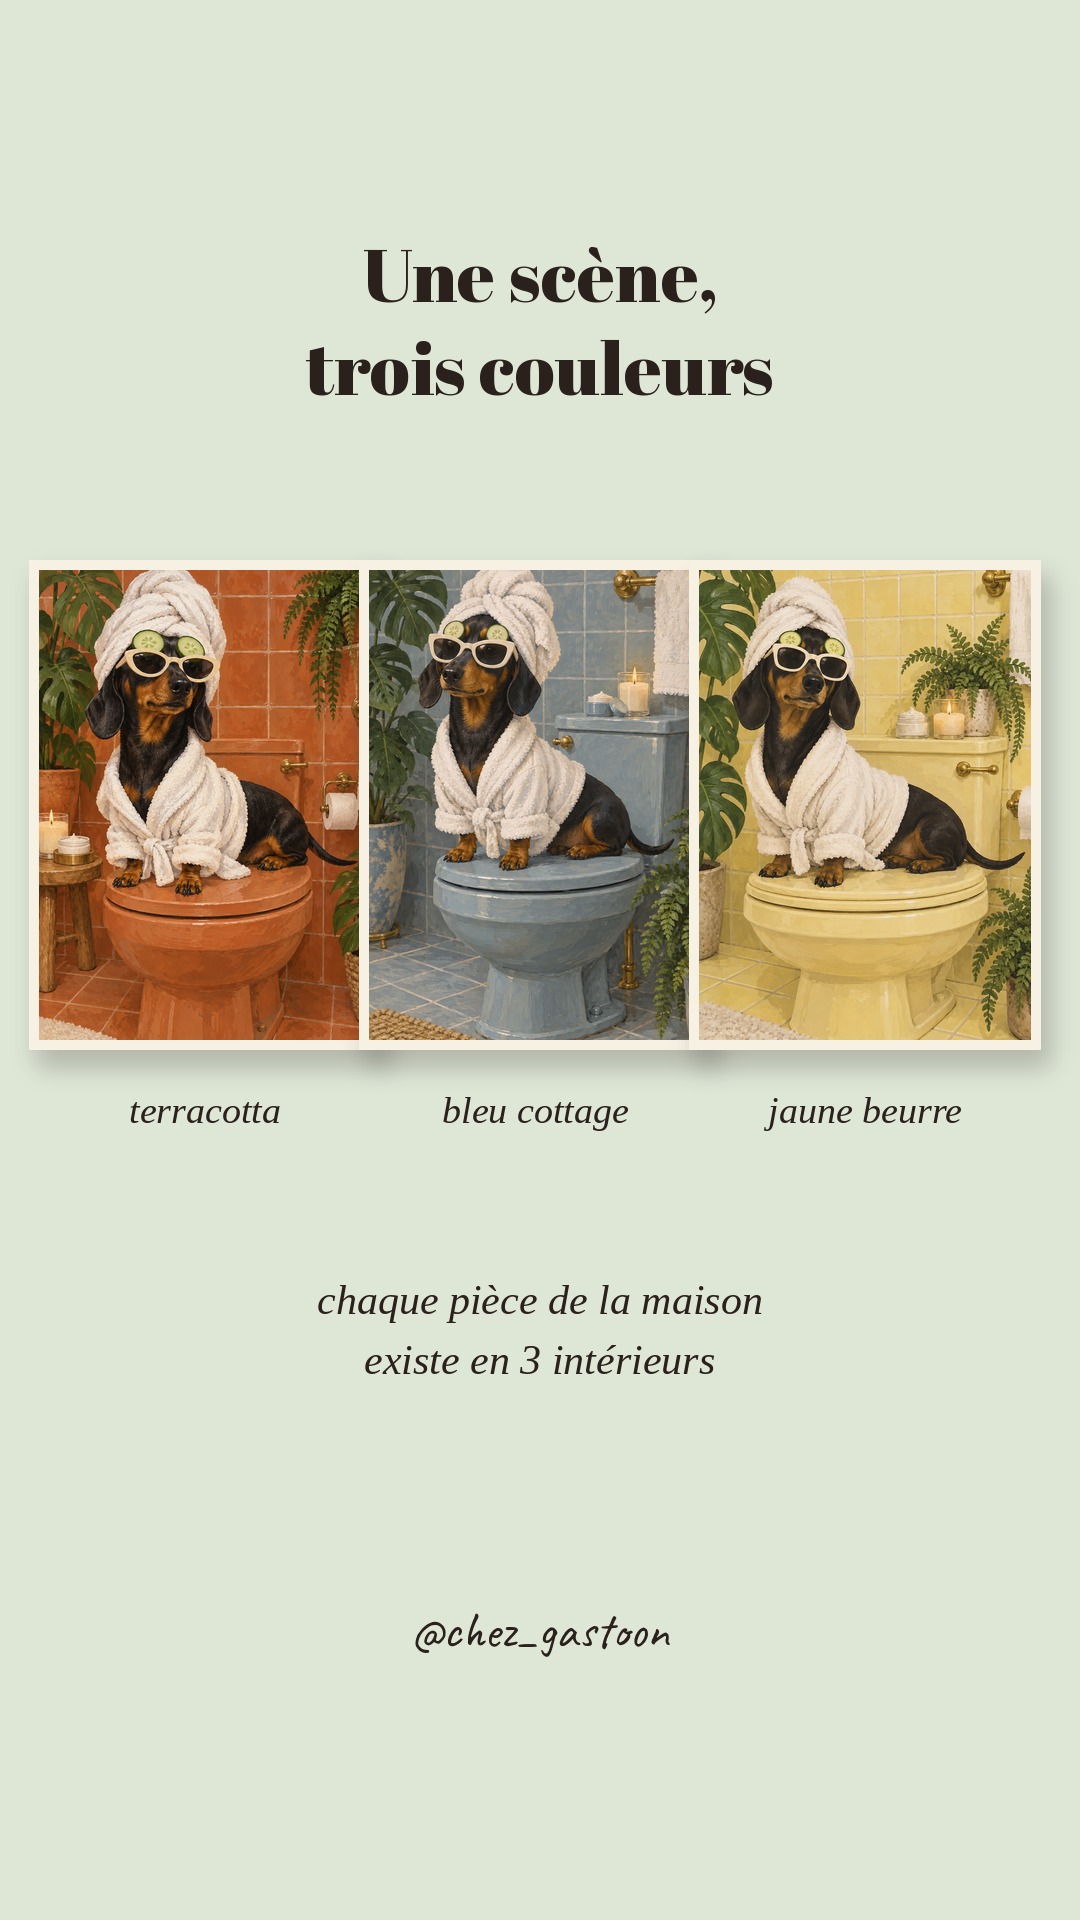 Une scène,
trois couleurs
terracotta
bleu cottage
jaune beurre
chaque pièce de la maison
existe en 3 intérieurs
@chez_gastoon